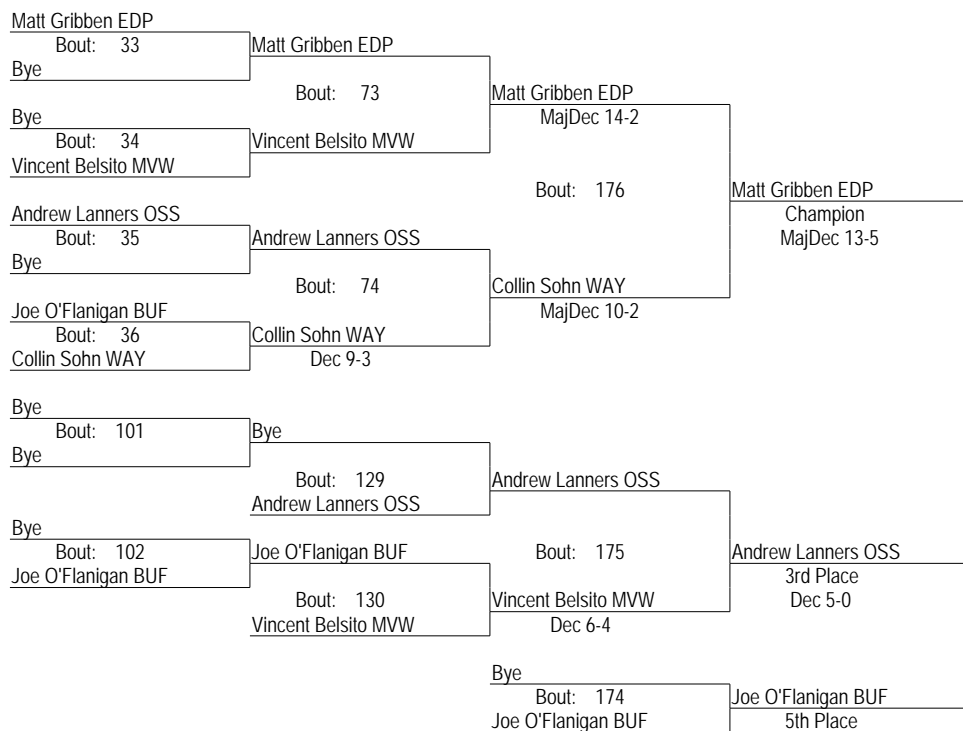 Matt Gribben EDP
Bout: 33
Matt Gribben EDP
Bye
Bout: 73
Matt Gribben EDP
MajDec 14-2
Bye
Bout: 34
Vincent Belsito MVW
Vincent Belsito MVW
Bout: 176
Matt Gribben EDP
Champion
MajDec 13-5
Andrew Lanners OSS
Bout: 35
Andrew Lanners OSS
Bye
Bout: 74
Collin Sohn WAY
MajDec 10-2
Joe O'Flanigan BUF
Bout: 36
Collin Sohn WAY
Collin Sohn WAY
Dec 9-3
Bye
Bout: 101
Bye
Bye
Bout: 129
Andrew Lanners OSS
Andrew Lanners OSS
Bye
Bout: 102
Joe O'Flanigan BUF
Joe O'Flanigan BUF
Bout: 175
Andrew Lanners OSS
3rd Place
Dec 5-0
Bout: 130
Vincent Belsito MVW
Vincent Belsito MVW
Dec 6-4
Bye
Bout: 174
Joe O'Flanigan BUF
Joe O'Flanigan BUF
5th Place